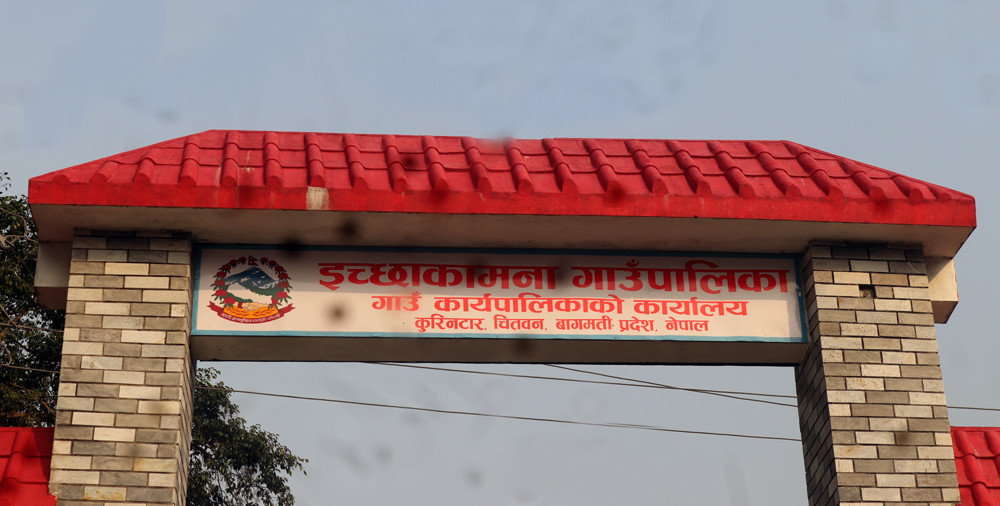 इच्छाकामना गाउँपालिका
गाउँ कार्यपालिकाको कार्यालय
कुरिनटार, चितवन, बागमती प्रदेश, नेपाल